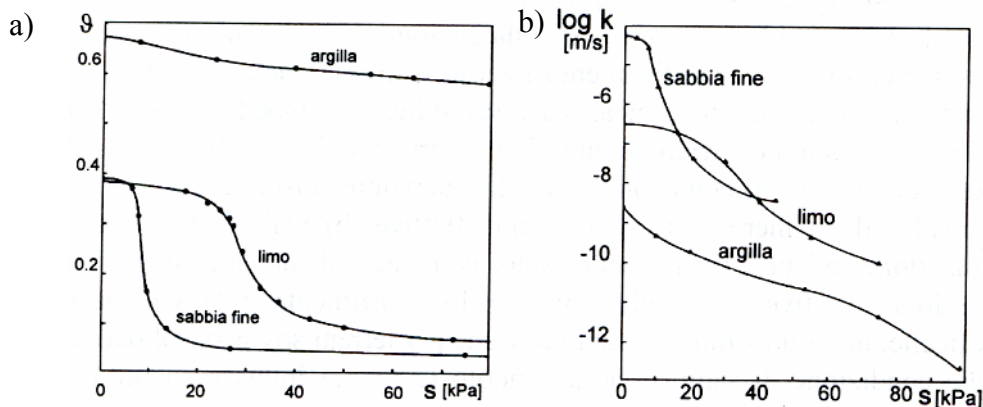 a)
ϑ
0.6
0.4
0.2
argilla
limo
sabbia fine
0
20
40
60
S [kPa]
b)
log k
[m/s]
-6
-8
-10
-12
sabbia fine
limo
argilla
0
20
40
60
80
S [kPa]